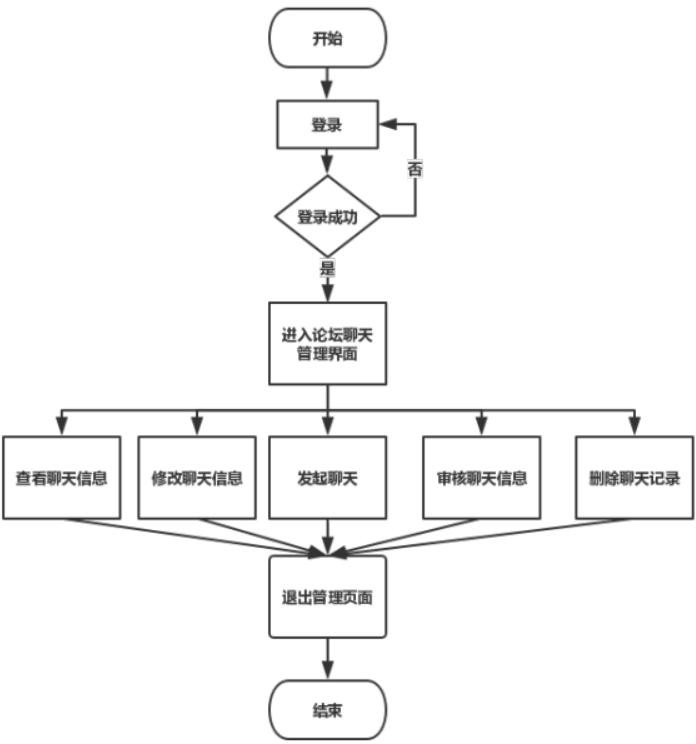 开始
登录
否
登录成功
是
进入论坛聊天
管理界面
查看聊天信息
修改聊天信息
发起聊天
审核聊天信息
删除聊天记录
退出管理页面
结束